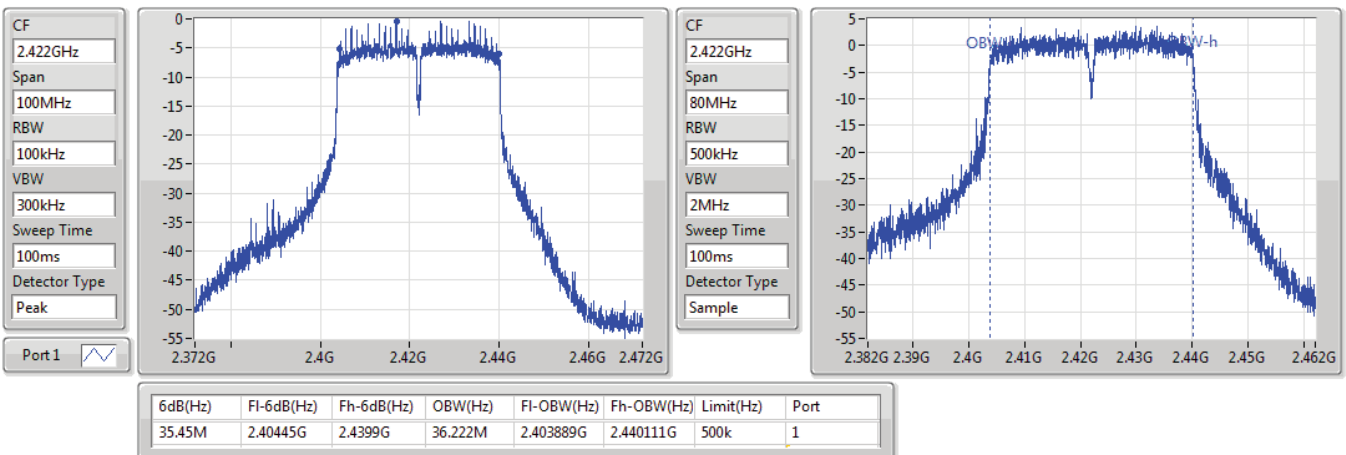 CF
2.422GHz
Span
100MHz
RBW
100kHz
VBW
300kHz
Sweep Time
100ms
Detector Type
Peak
Port 1
0
-5
-10
-15
-20
-25
-30
-35
-40
-45
-50
-55
2.372G 2.4G 2.42G 2.44G 2.46G 2.472G
CF
2.422GHz
Span
80MHz
RBW
500kHz
VBW
2MHz
Sweep Time
100ms
Detector Type
Sample
5
0
-5
-10
-15
-20
-25
-30
-35
-40
-45
-50
-55
2.382G 2.39G 2.4G 2.41G 2.42G 2.43G 2.44G 2.45G 2.462G
6dB(Hz) Fl-6dB(Hz) Fh-6dB(Hz) OBW(Hz) Fl-OBW(Hz) Fh-OBW(Hz) Limit(Hz) Port
35.45M 2.40445G 2.4399G 36.222M 2.403889G 2.440111G 500k 1